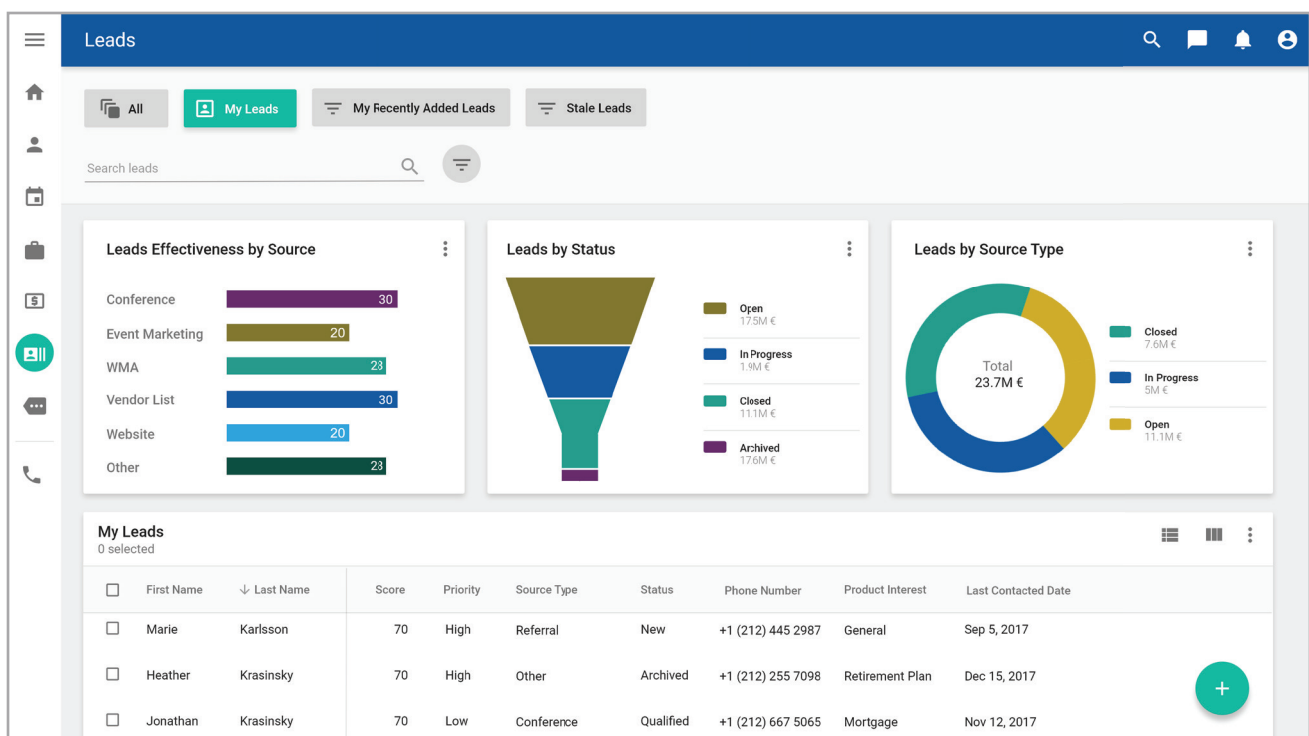 Leads
All
My Leads
My Recently Added Leads
Stale Leads
Search leads
Leads Effectiveness by Source
Conference 30
Event Marketing 20
WMA 23
Vendor List 30
Website 20
Other 23
Leads by Status
Open
17.5M €
In Progress
1.9M €
Closed
11.1M €
Archived
17.6M €
Leads by Source Type
Total
23.7M €
Closed
7.6M €
In Progress
5M €
Open
11.1M €
My Leads
0 selected
First Name Last Name Score Priority Source Type Status Phone Number Product Interest Last Contacted Date
Marie Karlsson 70 High Referral New +1 (212) 445 2987 General Sep 5, 2017
Heather Krasinsky 70 High Other Archived +1 (212) 255 7098 Retirement Plan Dec 15, 2017
Jonathan Krasinsky 70 Low Conference Qualified +1 (212) 667 5065 Mortgage Nov 12, 2017